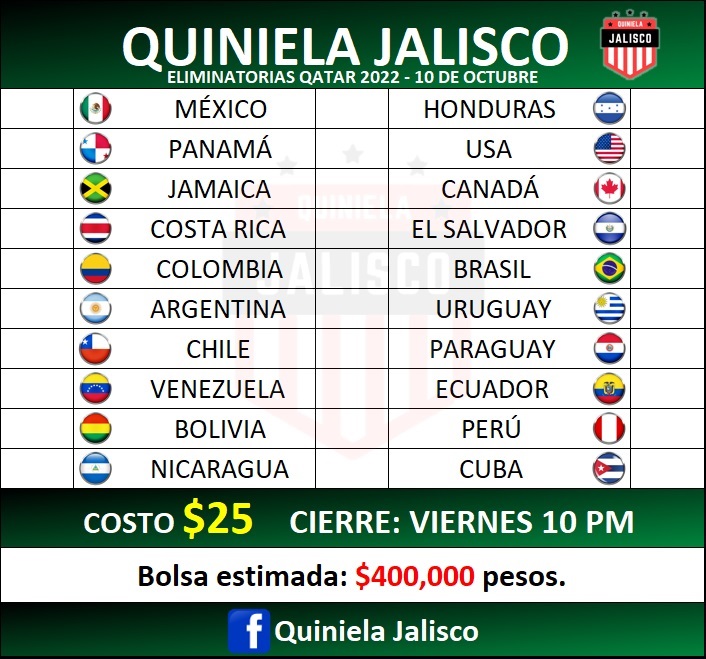 QUINIELA JALISCO
ELIMINATORIAS QATAR 2022 - 10 DE OCTUBRE
QUINIELA
JALISCO
MÉXICO HONDURAS
PANAMÁ USA
JAMAICA CANADÁ
COSTA RICA EL SALVADOR
COLOMBIA BRASIL
ARGENTINA URUGUAY
CHILE PARAGUAY
VENEZUELA ECUADOR
BOLIVIA PERÚ
NICARAGUA CUBA
QUINIELA
JALISCO
COSTO $25 CIERRE: VIERNES 10 PM
Bolsa estimada: $400,000 pesos.
f Quiniela Jalisco